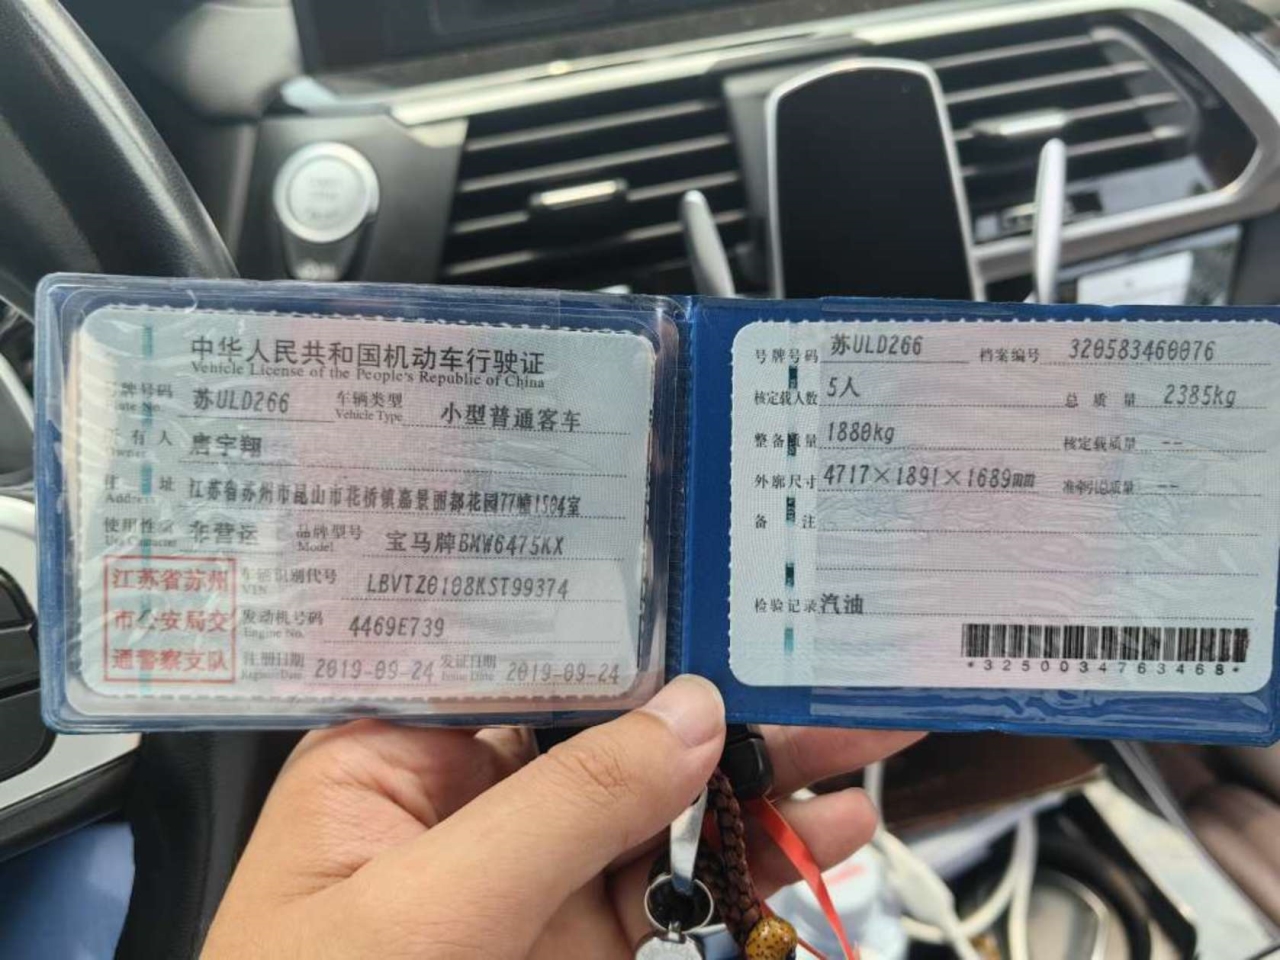 中华人民共和国机动车行驶证
Vehicle License of the People's Republic of China
号牌号码 苏ULD266 车辆类型 小型普通客车
Plate No. Vehicle Type
所有人 唐宇翔
Owner
住址 江苏省苏州市昆山市花桥镇嘉景丽都花园77幢1504室
Address
使用性质 非营运 品牌型号 宝马牌BMW6475KX
Use Character Model
江苏省苏州市公安局交通警察支队
车辆识别代号 LBVTZ0108KST99374
VIN
发动机号码 4469E739
Engine No.
注册日期 2019-09-24 发证日期 2019-09-24
Register Date Issue Date
号牌号码 苏ULD266 档案编号 320583460076
核定载人数 5人 总质量 2385kg
整备质量 1880kg 核定载质量 --
外廓尺寸 4717×1891×1689mm 准牵引总质量 --
备注
检验记录 汽油
*3250034763468*